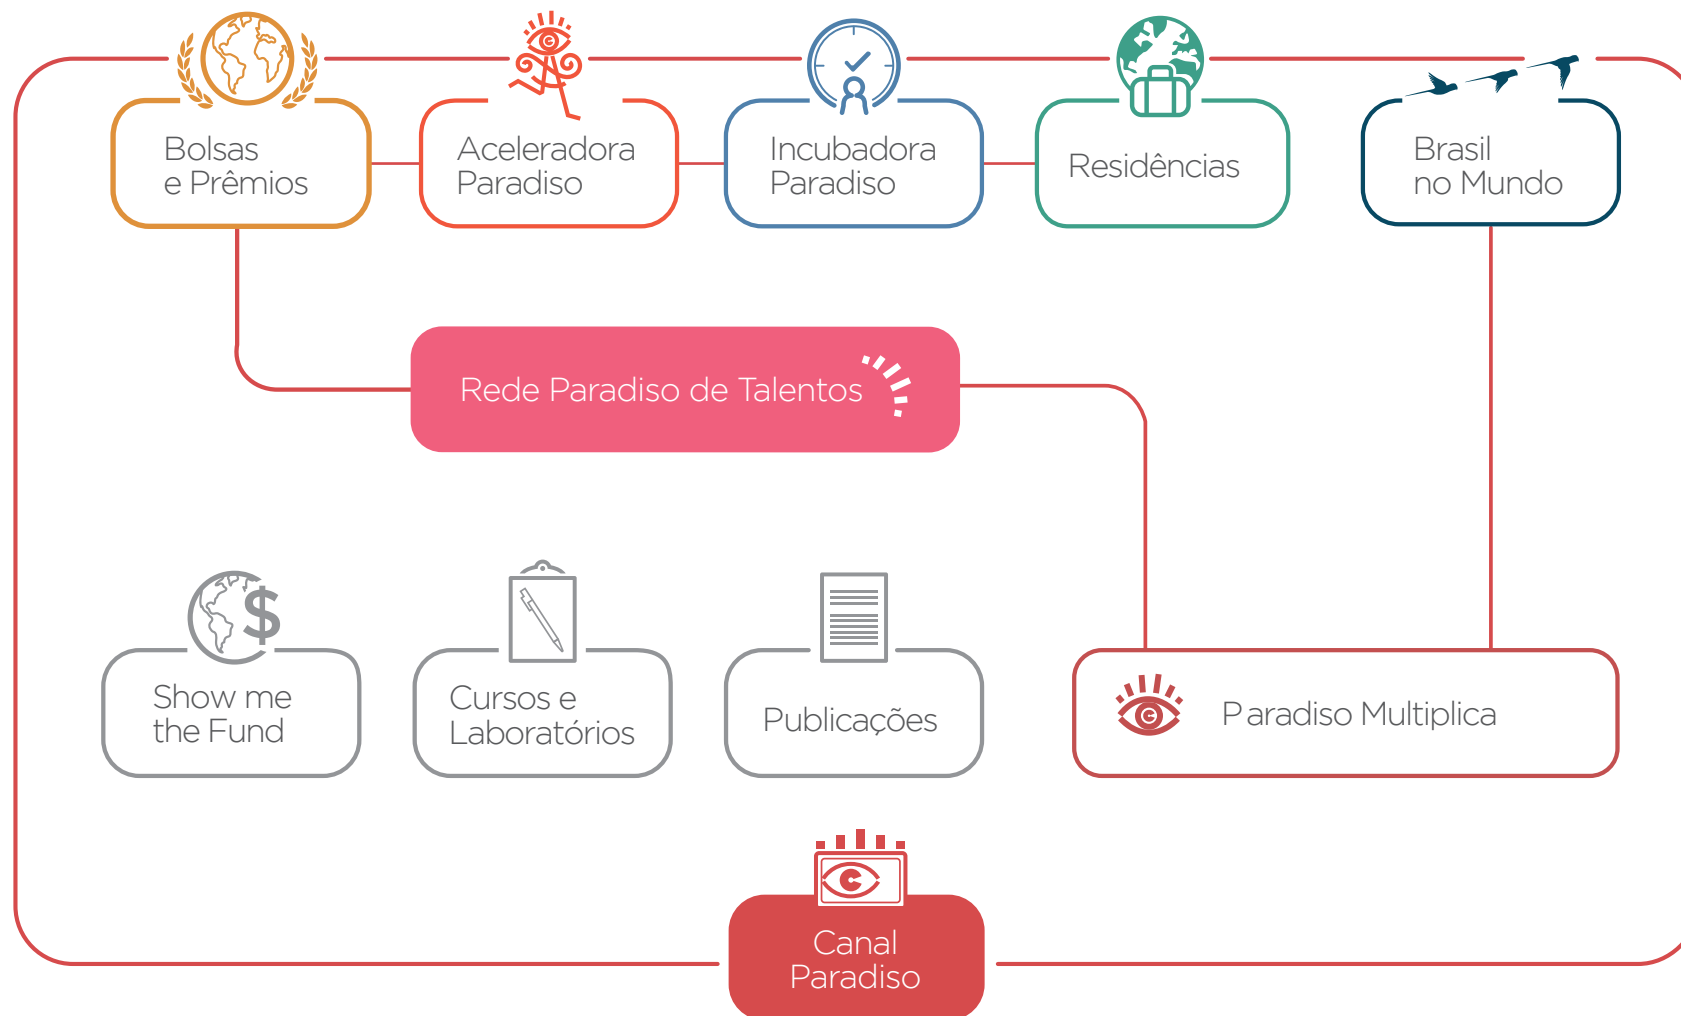 Bolsas
e Prêmios
Aceleradora
Paradiso
Incubadora
Paradiso
Residências
Brasil
no Mundo
Rede Paradiso de Talentos
$
Show me
the Fund
Cursos e
Laboratórios
Publicações
Paradiso Multiplica
Canal
Paradiso